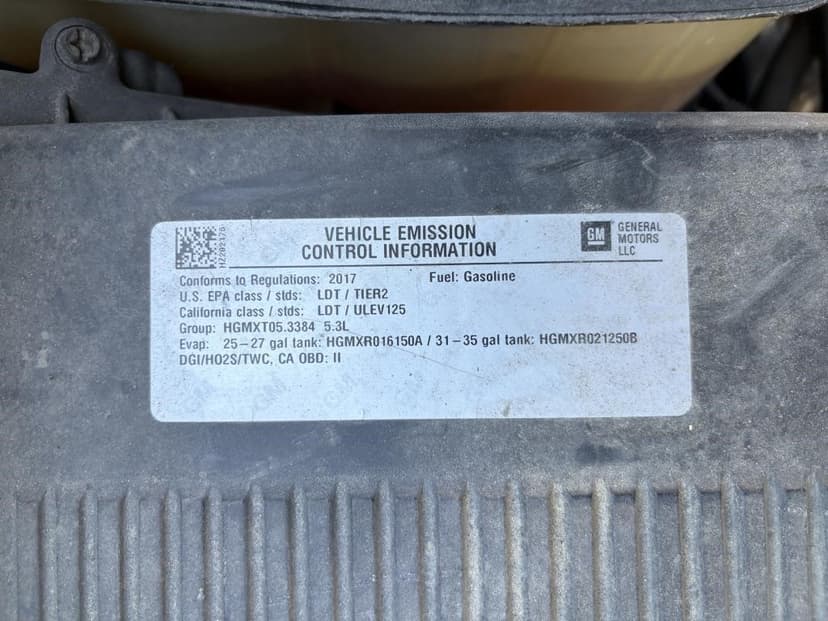 VEHICLE EMISSION
CONTROL INFORMATION
GM
GENERAL
MOTORS
LLC
Conforms to Regulations: 2017 Fuel: Gasoline
U.S. EPA class / stds: LDT / TIER2
California class / stds: LDT / ULEV125
Group: HGMXT05.3384 5.3L
Evap: 25-27 gal tank: HGMXR016150A / 31-35 gal tank: HGMXR021250B
DGI/HO2S/TWC, CA OBD: II